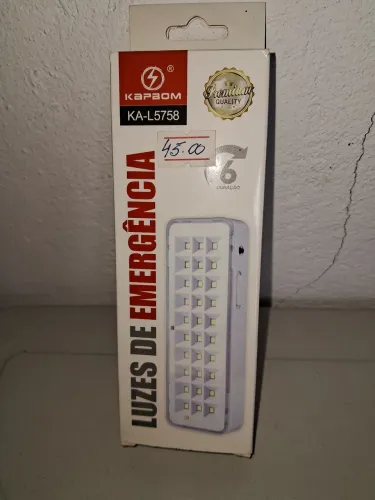 KAPBOM ®
KA-L5758
Premium
QUALITY
45.00
6
LUZES DE EMERGÊNCIA